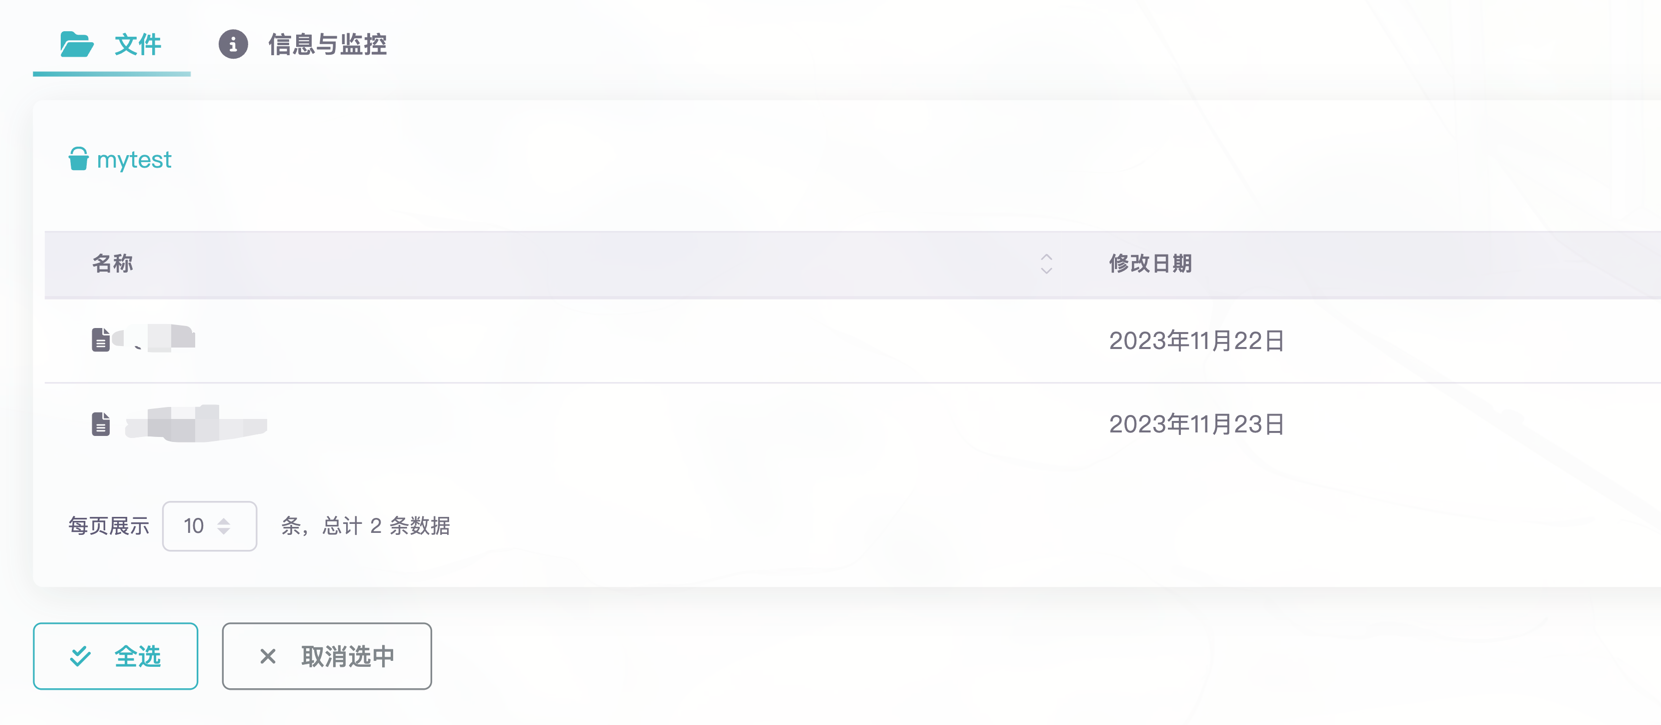 文件 信息与监控
mytest
名称 修改日期
2023年11月22日
2023年11月23日
每页展示 10 条，总计 2 条数据
全选 取消选中